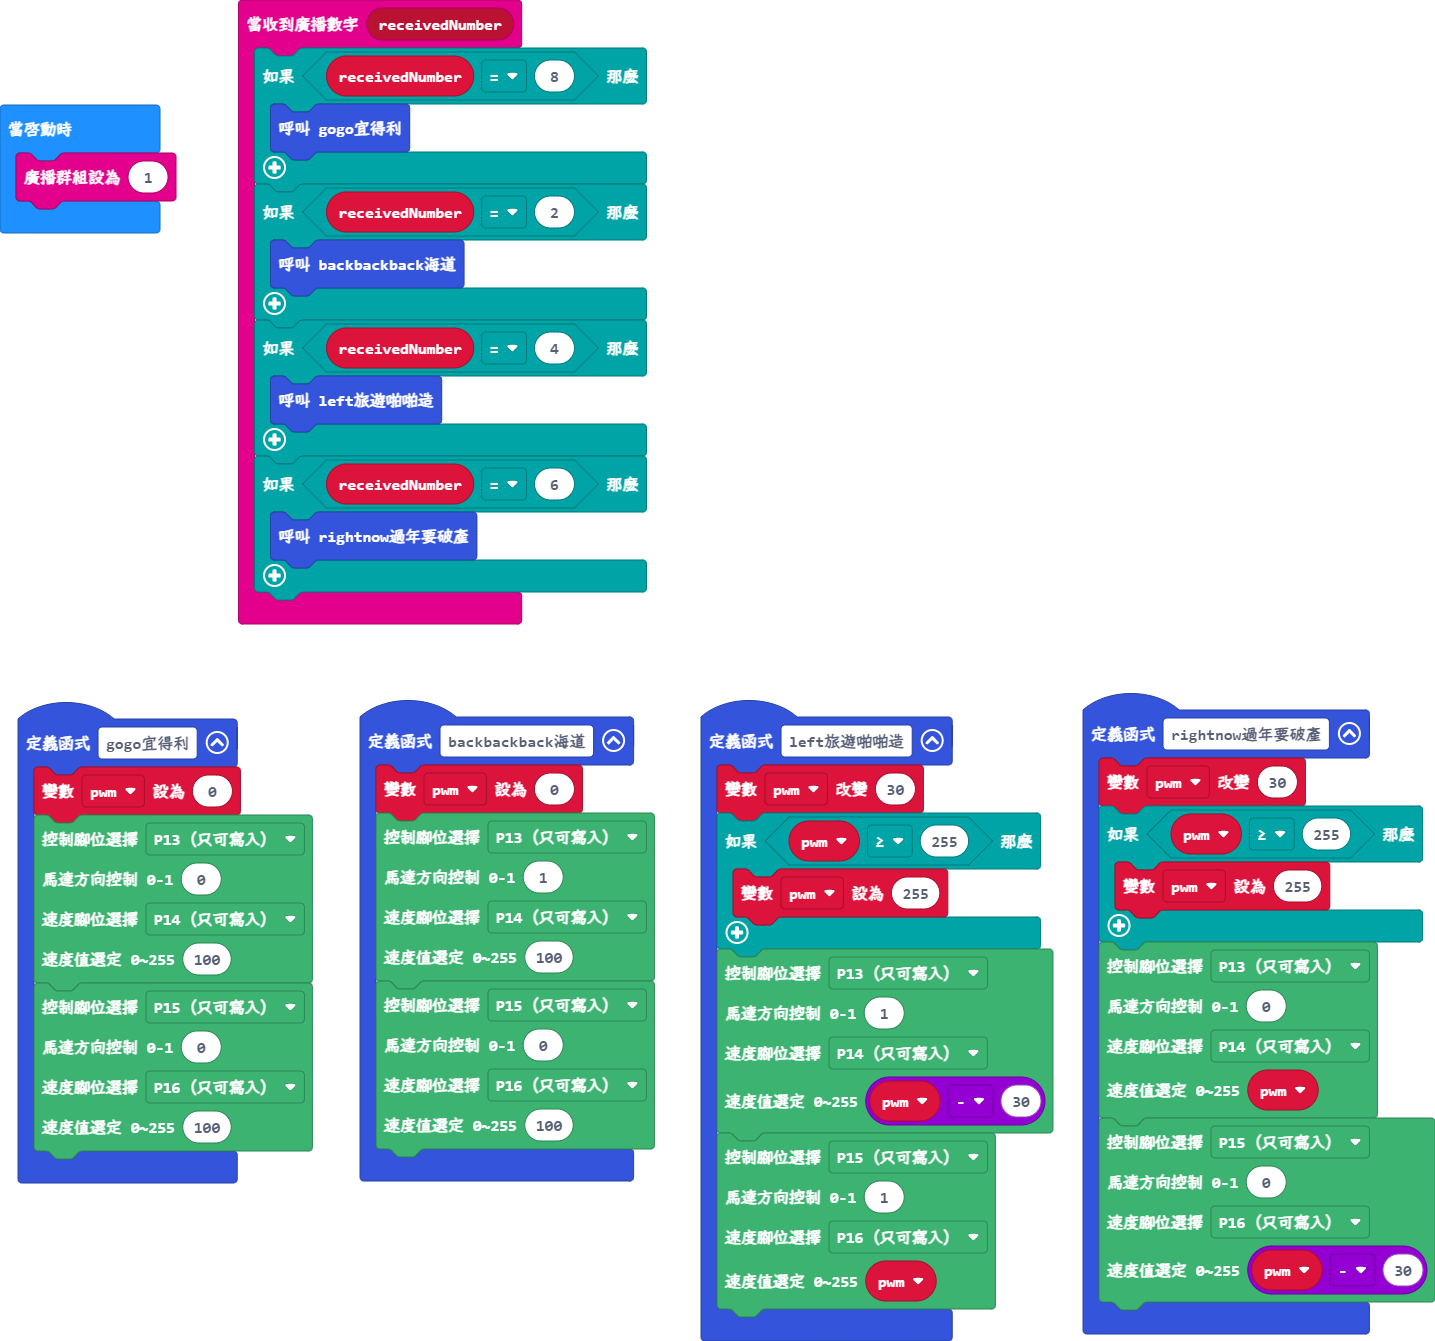 當啓動時
廣播群組設為 1
當收到廣播數字 receivedNumber
如果 receivedNumber = 8 那麼
呼叫 gogo宜得利
如果 receivedNumber = 2 那麼
呼叫 backbackback海道
如果 receivedNumber = 4 那麼
呼叫 left旅遊啪啪造
如果 receivedNumber = 6 那麼
呼叫 rightnow過年要破產
定義函式 gogo宜得利
變數 pwm 設為 0
控制腳位選擇 P13 (只可寫入)
馬達方向控制 0-1 0
速度腳位選擇 P14 (只可寫入)
速度值選定 0~255 100
控制腳位選擇 P15 (只可寫入)
馬達方向控制 0-1 0
速度腳位選擇 P16 (只可寫入)
速度值選定 0~255 100
定義函式 backbackback海道
變數 pwm 設為 0
控制腳位選擇 P13 (只可寫入)
馬達方向控制 0-1 1
速度腳位選擇 P14 (只可寫入)
速度值選定 0~255 100
控制腳位選擇 P15 (只可寫入)
馬達方向控制 0-1 0
速度腳位選擇 P16 (只可寫入)
速度值選定 0~255 100
定義函式 left旅遊啪啪造
變數 pwm 改變 30
如果 pwm ≥ 255 那麼
變數 pwm 設為 255
控制腳位選擇 P13 (只可寫入)
馬達方向控制 0-1 1
速度腳位選擇 P14 (只可寫入)
速度值選定 0~255 pwm - 30
控制腳位選擇 P15 (只可寫入)
馬達方向控制 0-1 1
速度腳位選擇 P16 (只可寫入)
速度值選定 0~255 pwm
定義函式 rightnow過年要破產
變數 pwm 改變 30
如果 pwm ≥ 255 那麼
變數 pwm 設為 255
控制腳位選擇 P13 (只可寫入)
馬達方向控制 0-1 0
速度腳位選擇 P14 (只可寫入)
速度值選定 0~255 pwm
控制腳位選擇 P15 (只可寫入)
馬達方向控制 0-1 0
速度腳位選擇 P16 (只可寫入)
速度值選定 0~255 pwm - 30